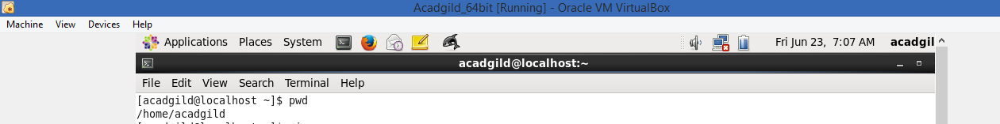 Acadgild_64bit [Running] - Oracle VM VirtualBox
Machine View Devices Help
Applications Places System Fri Jun 23, 7:07 AM acadgil
acadgild@localhost:~
File Edit View Search Terminal Help
[acadgild@localhost ~]$ pwd
/home/acadgild